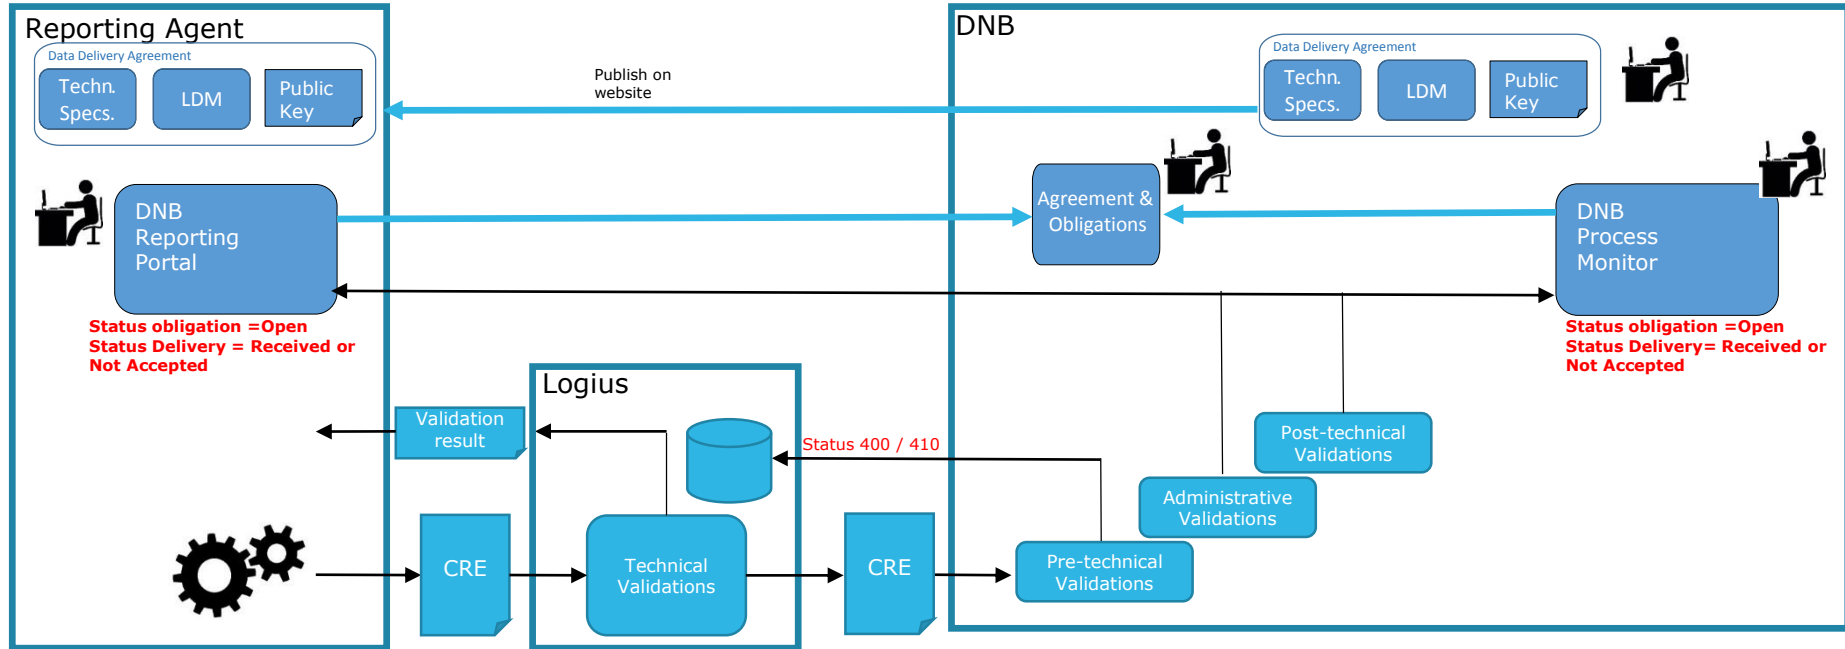 Reporting Agent
Data Delivery Agreement
Techn.
Specs.
LDM
Public
Key
Publish on
website
DNB
Data Delivery Agreement
Techn.
Specs.
LDM
Public
Key
DNB
Reporting
Portal
Agreement &
Obligations
DNB
Process
Monitor
Status obligation =Open
Status Delivery = Received or
Not Accepted
Status obligation =Open
Status Delivery= Received or
Not Accepted
Logius
Validation
result
Status 400 / 410
Post-technical
Validations
Administrative
Validations
CRE
Technical
Validations
CRE
Pre-technical
Validations